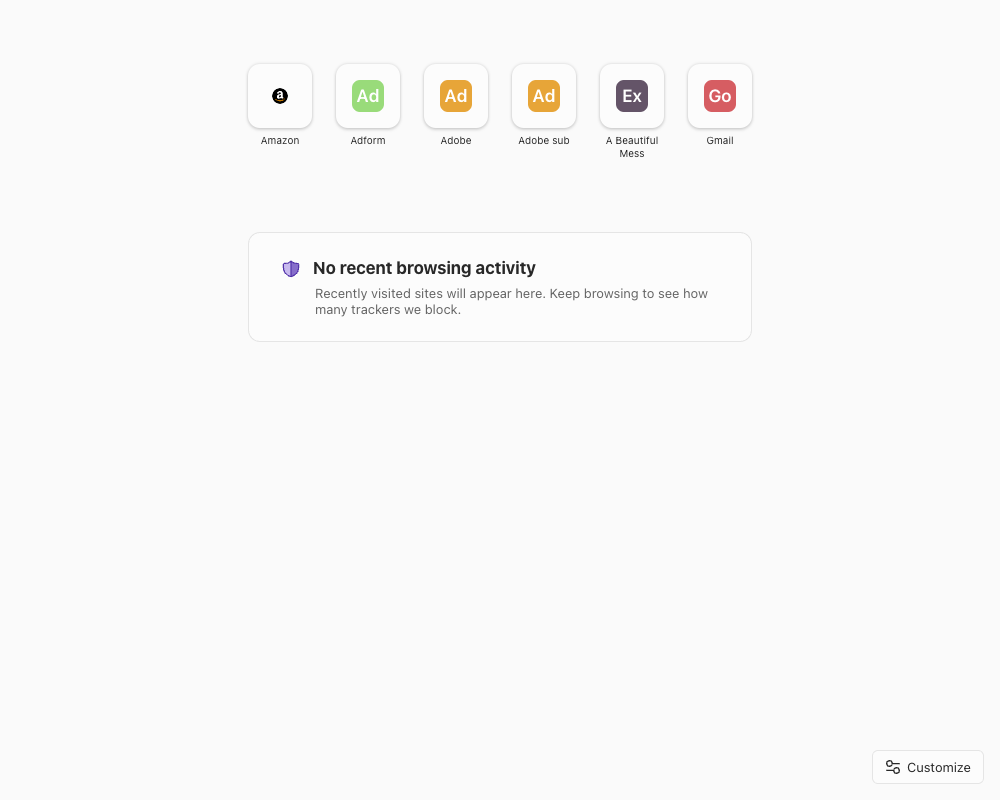 a
Ad
Ad
Ad
Ex
Go
Amazon
Adform
Adobe
Adobe sub
A Beautiful
Mess
Gmail
No recent browsing activity
Recently visited sites will appear here. Keep browsing to see how
many trackers we block.
Customize